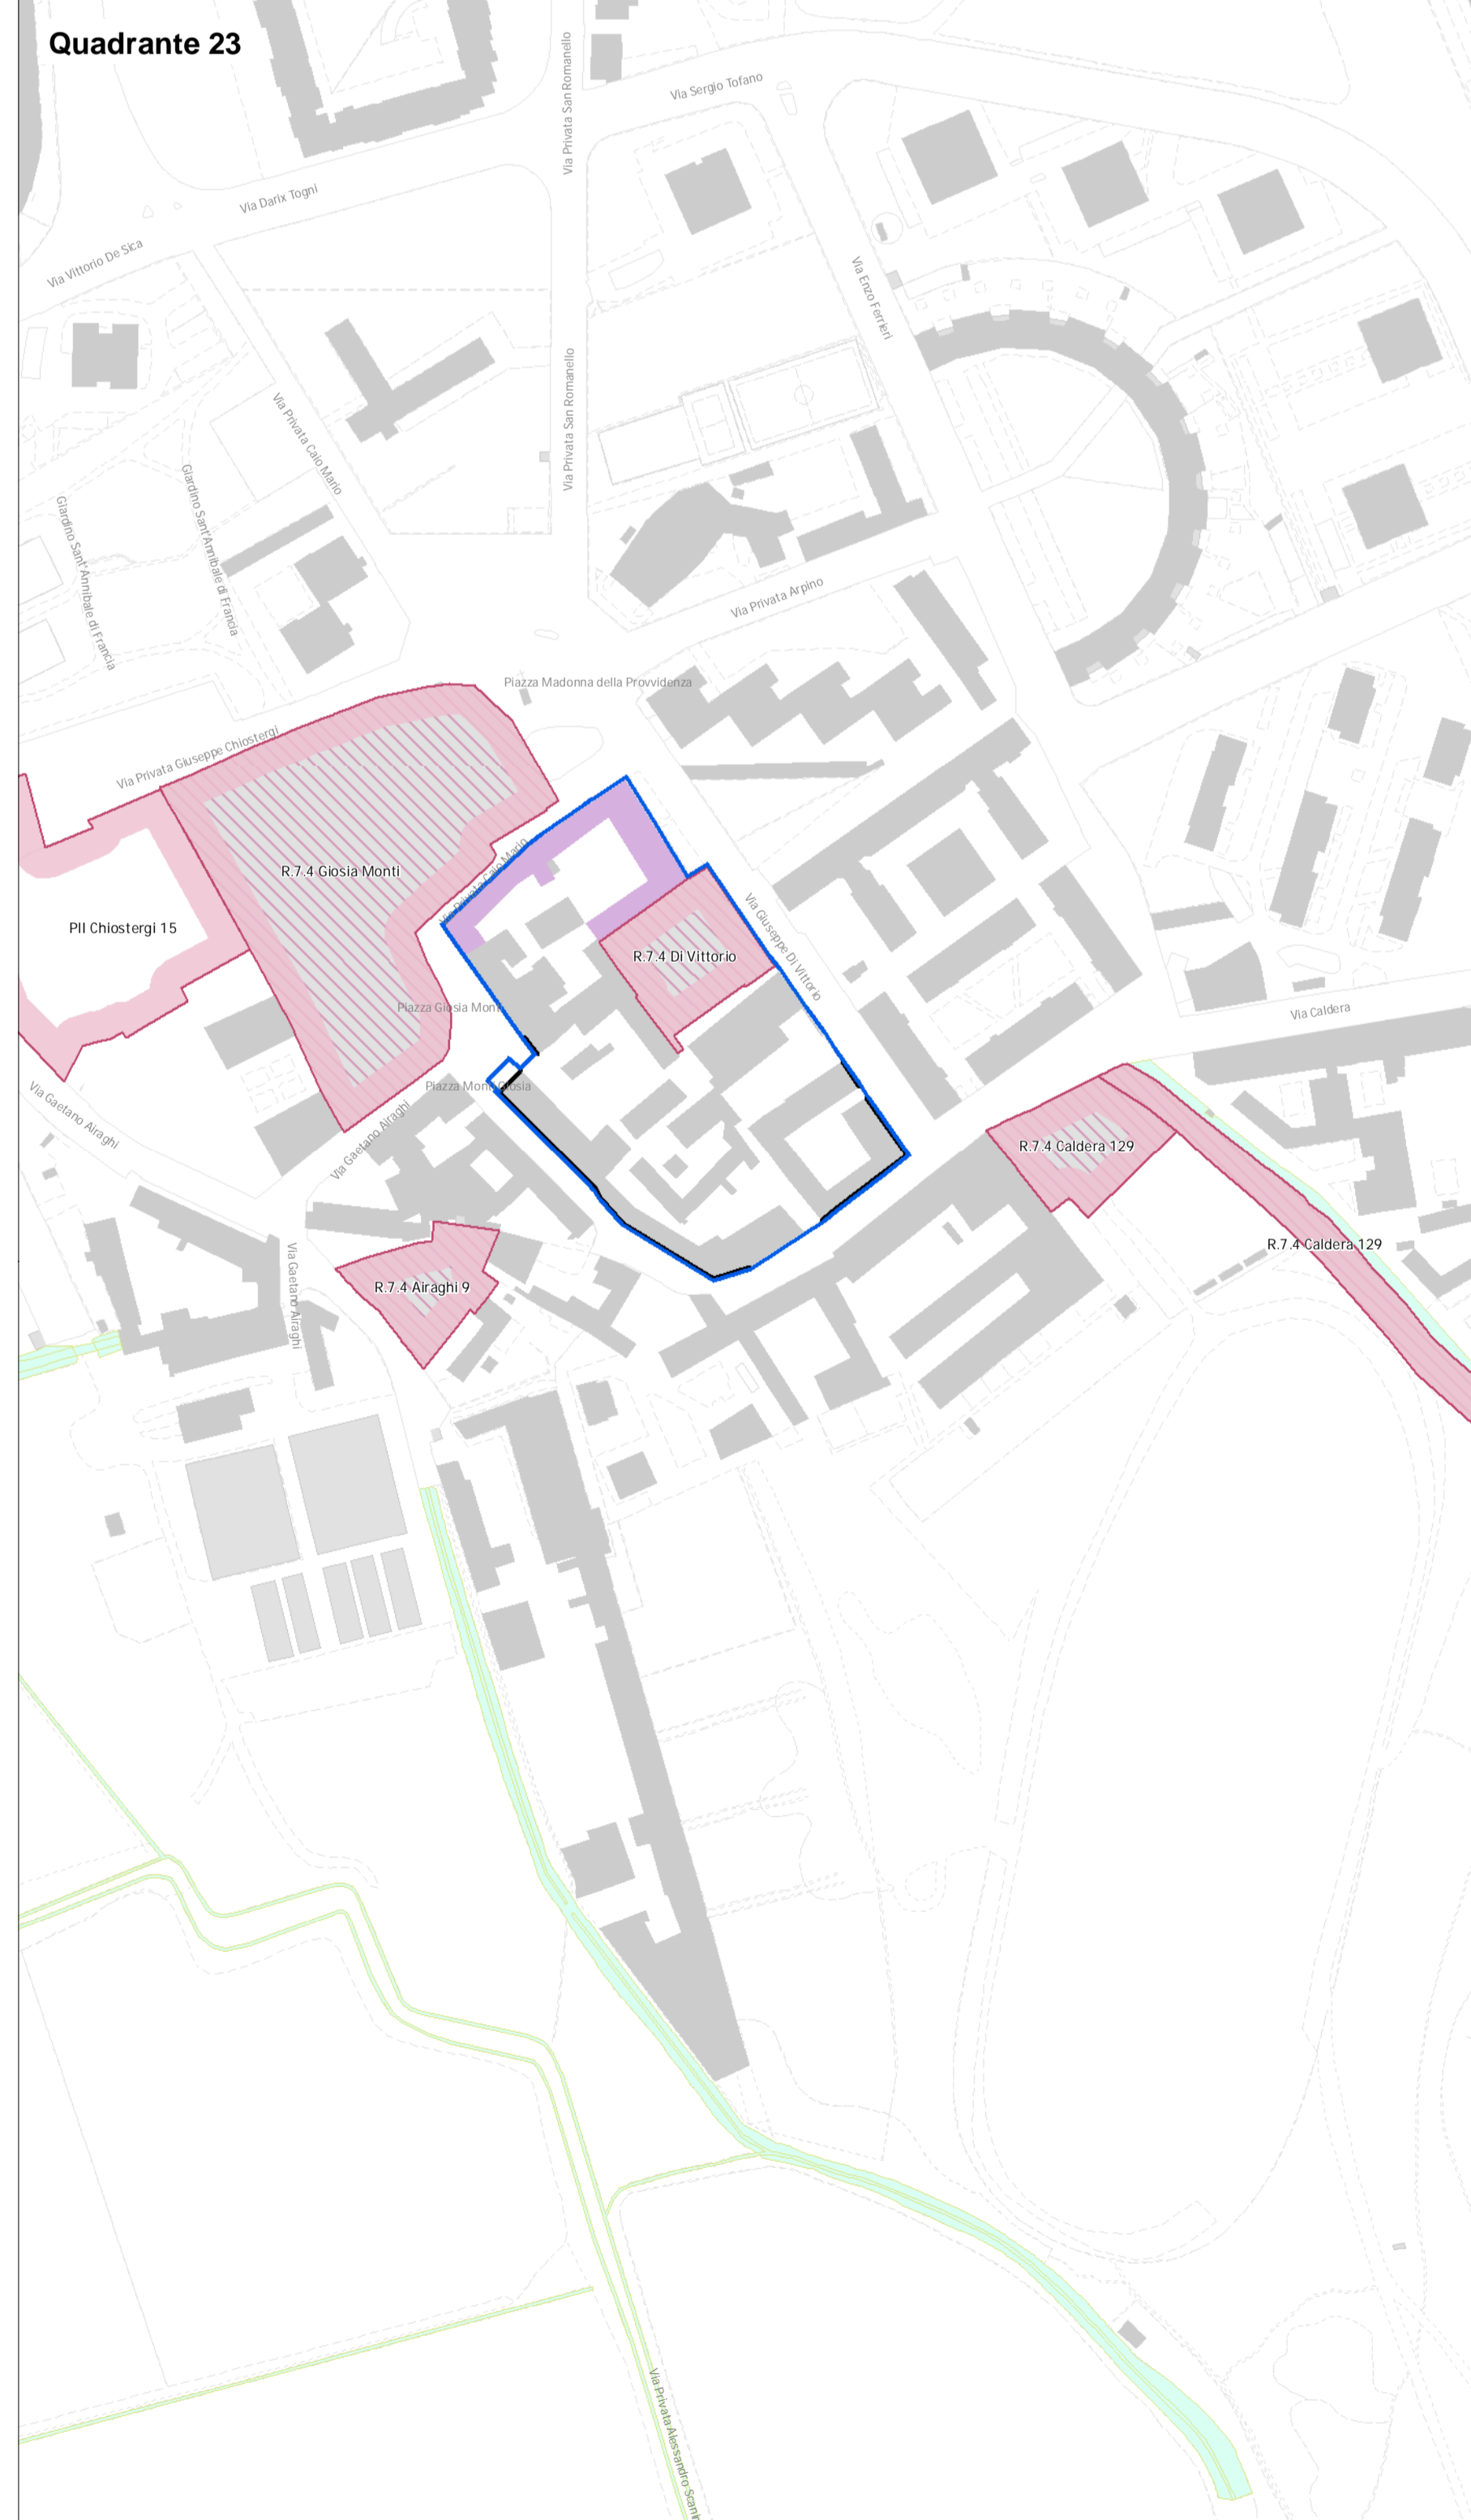 Quadrante 23
Via Privata San Romanello
Via Sergio Tofano
Via Darix Togni
Via Vittorio De Sica
Via Enzo Ferrieri
Via Privata San Romanello
Via Privata Caio Mario
Giardino Sant'Annibale di Francia
Giardino Sant'Annibale di Francia
Via Privata Arpino
Piazza Madonna della Provvidenza
Via Privata Giuseppe Chiostergi
R.7.4 Giosia Monti
Via Privata Caio Mario
PII Chiostergi 15
R.7.4 Di Vittorio
Via Giuseppe Di Vittorio
Piazza Giosia Monti
Via Caldera
Piazza Monti Giosia
Via Gaetano Airaghi
Via Gaetano Airaghi
R.7.4 Caldera 129
R.7.4 Caldera 129
Via Gaetano Airaghi
R.7.4 Airaghi 9
Via Privata Alessandro